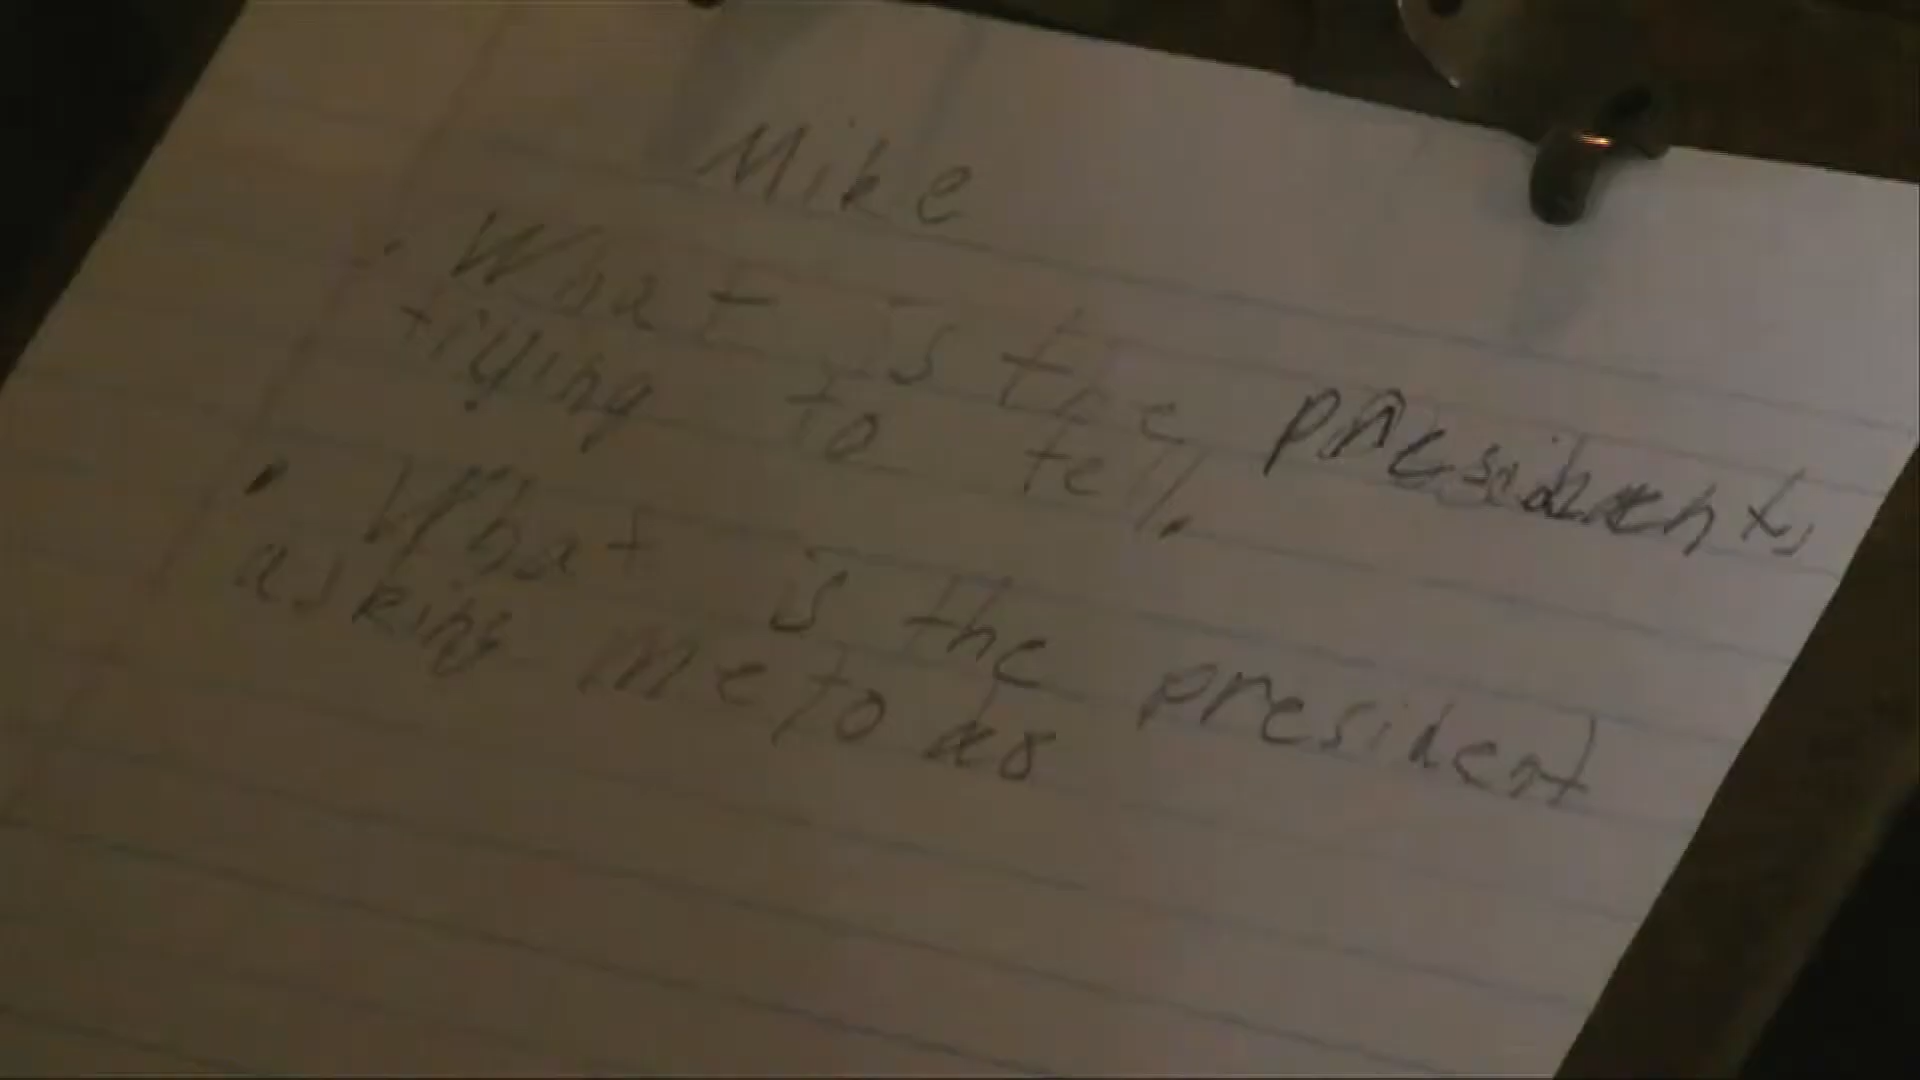 Mike
· What is the president,
trying to tell.
· What is the president
asking me to do